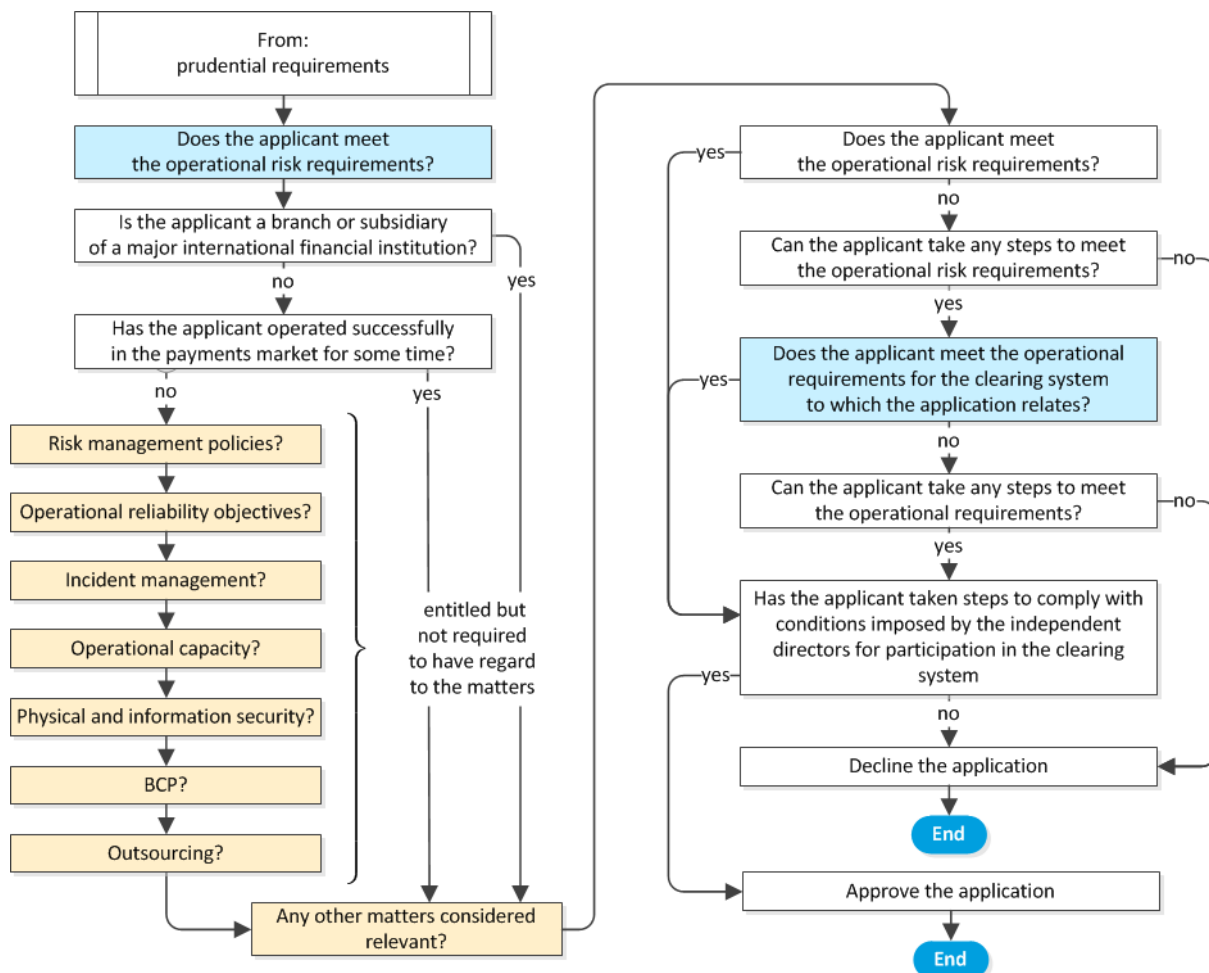 From:
prudential requirements
Does the applicant meet
the operational risk requirements?
Is the applicant a branch or subsidiary
of a major international financial institution?
no
yes
Has the applicant operated successfully
in the payments market for some time?
no
yes
Risk management policies?
Operational reliability objectives?
Incident management?
Operational capacity?
Physical and information security?
BCP?
Outsourcing?
entitled but
not required
to have regard
to the matters
Any other matters considered
relevant?
Does the applicant meet
the operational risk requirements?
yes
no
Can the applicant take any steps to meet
the operational risk requirements?
no
yes
Does the applicant meet the operational
requirements for the clearing system
to which the application relates?
yes
no
Can the applicant take any steps to meet
the operational requirements?
no
yes
Has the applicant taken steps to comply with
conditions imposed by the independent
directors for participation in the clearing
system
yes
no
Decline the application
End
Approve the application
End